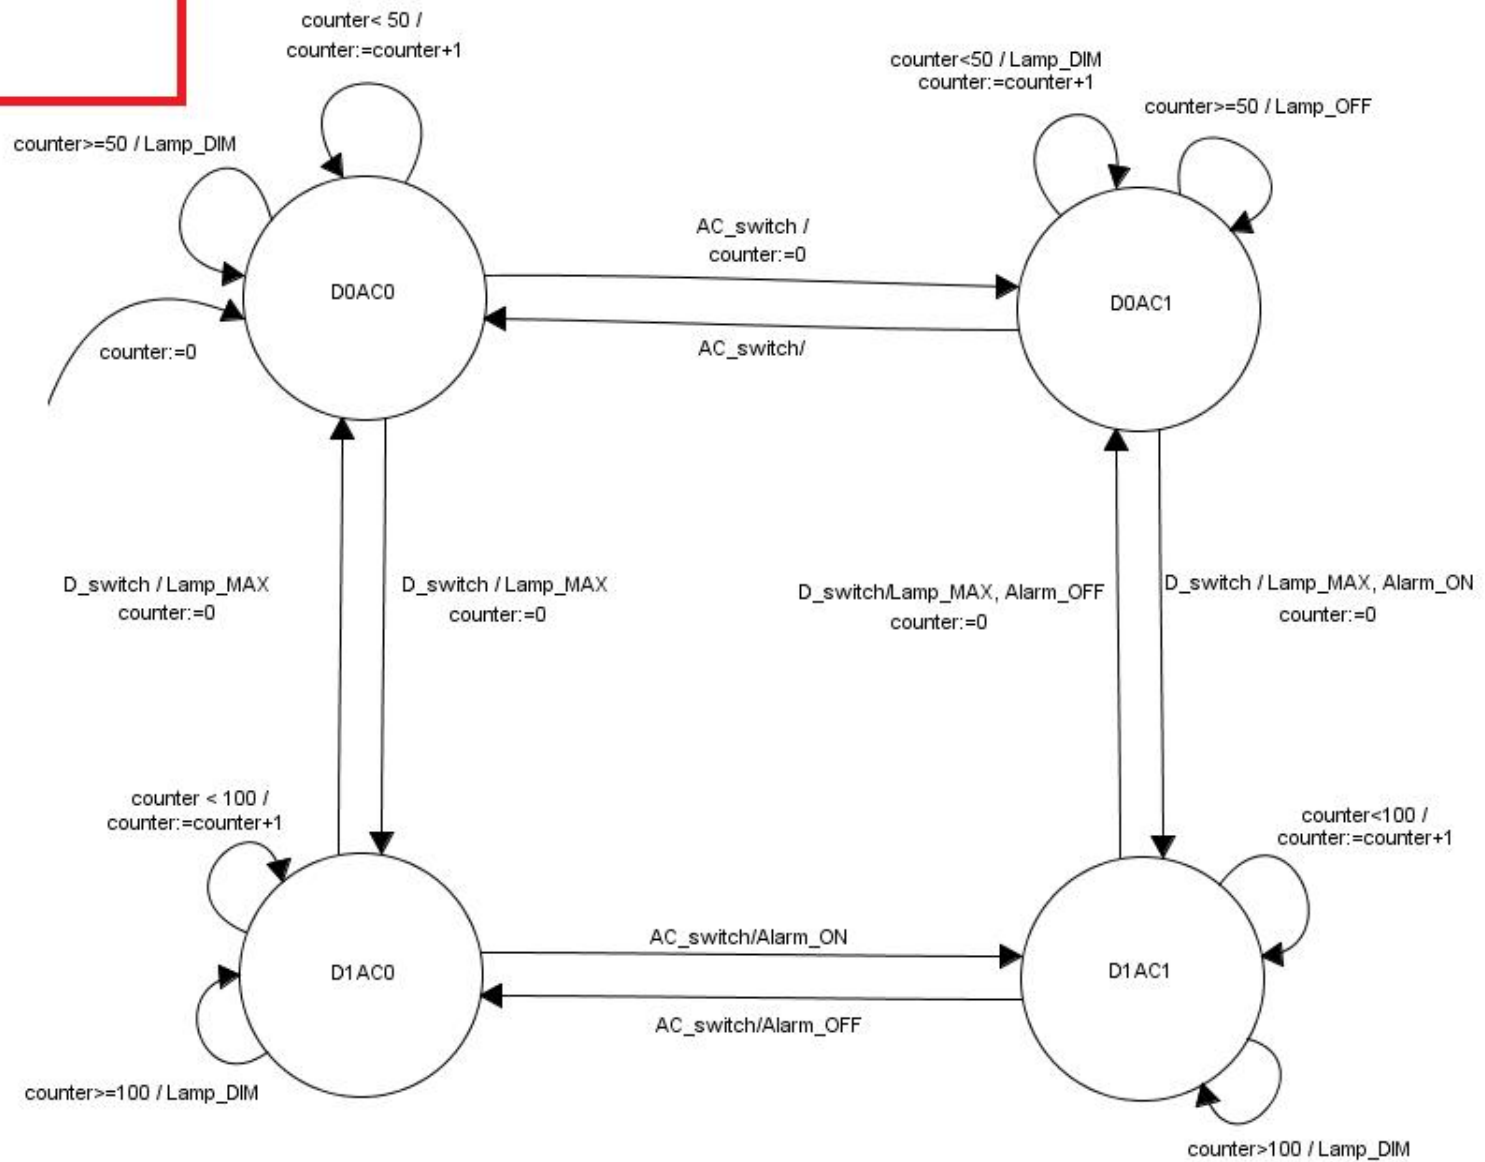 counter< 50 /
counter:=counter+1
counter<50 / Lamp_DIM
counter:=counter+1
counter>=50 / Lamp_OFF
counter>=50 / Lamp_DIM
AC_switch /
counter:=0
D0AC0
D0AC1
counter:=0
AC_switch/
D_switch / Lamp_MAX
counter:=0
D_switch / Lamp_MAX
counter:=0
D_switch/Lamp_MAX, Alarm_OFF
counter:=0
D_switch / Lamp_MAX, Alarm_ON
counter:=0
counter < 100 /
counter:=counter+1
counter<100 /
counter:=counter+1
AC_switch/Alarm_ON
D1AC0
D1AC1
AC_switch/Alarm_OFF
counter>=100 / Lamp_DIM
counter>100 / Lamp_DIM